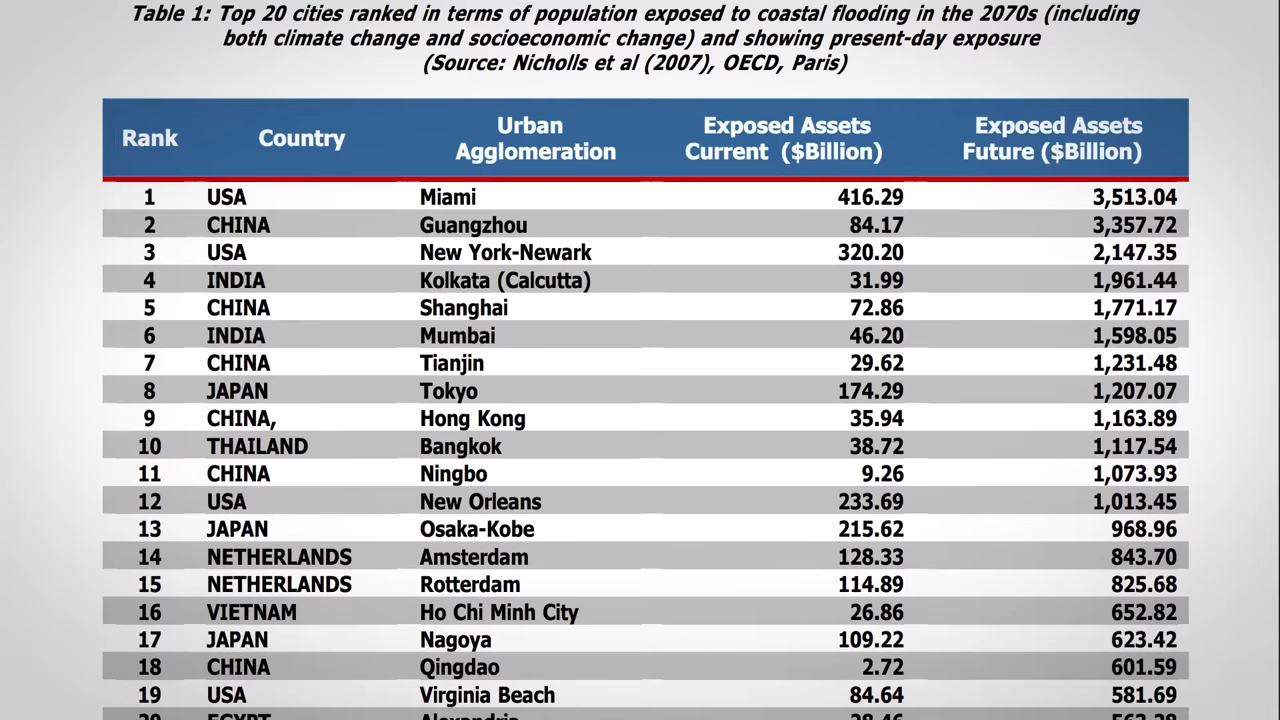 Table 1: Top 20 cities ranked in terms of population exposed to coastal flooding in the 2070s (including
both climate change and socioeconomic change) and showing present-day exposure
(Source: Nicholls et al (2007), OECD, Paris)
Rank Country Urban Agglomeration Exposed Assets Current ($Billion) Exposed Assets Future ($Billion)
1 USA Miami 416.29 3,513.04
2 CHINA Guangzhou 84.17 3,357.72
3 USA New York-Newark 320.20 2,147.35
4 INDIA Kolkata (Calcutta) 31.99 1,961.44
5 CHINA Shanghai 72.86 1,771.17
6 INDIA Mumbai 46.20 1,598.05
7 CHINA Tianjin 29.62 1,231.48
8 JAPAN Tokyo 174.29 1,207.07
9 CHINA, Hong Kong 35.94 1,163.89
10 THAILAND Bangkok 38.72 1,117.54
11 CHINA Ningbo 9.26 1,073.93
12 USA New Orleans 233.69 1,013.45
13 JAPAN Osaka-Kobe 215.62 968.96
14 NETHERLANDS Amsterdam 128.33 843.70
15 NETHERLANDS Rotterdam 114.89 825.68
16 VIETNAM Ho Chi Minh City 26.86 652.82
17 JAPAN Nagoya 109.22 623.42
18 CHINA Qingdao 2.72 601.59
19 USA Virginia Beach 84.64 581.69
20 EGYPT Alexandria